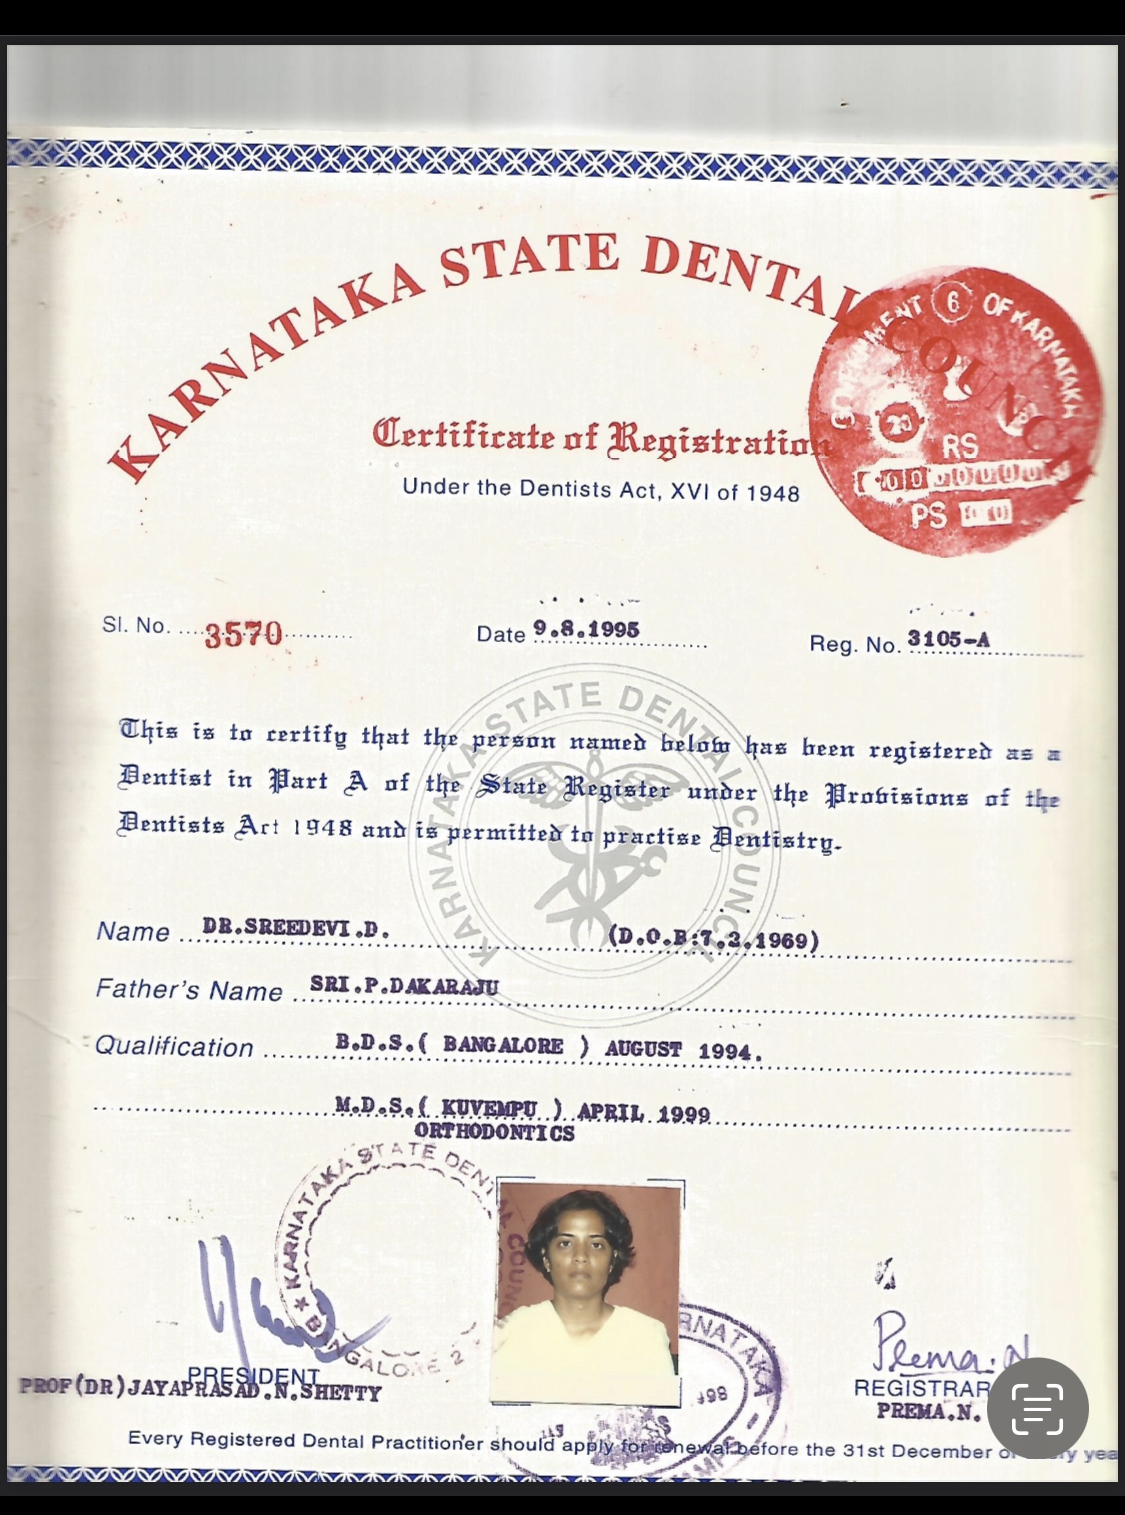 KARNATAKA STATE DENTAL COUNCIL
GOVERNMENT 6 OF KARNATAKA
RS
PS
Certificate of Registration
Under the Dentists Act, XVI of 1948
Sl. No. 3570
Date 9.8.1995
Reg. No. 3105-A
KARNATAKA STATE DENTAL COUNCIL
This is to certify that the person named below has been registered as a
Dentist in Part A of the State Register under the Provisions of the
Dentists Act 1948 and is permitted to practise Dentistry.
Name DR.SREEDEVI.D. (D.O.B:7.2.1969)
Father's Name SRI.P.DAKARAJU
Qualification B.D.S.( BANGALORE ) AUGUST 1994.
M.D.S.( KUVEMPU ) APRIL 1999
ORTHODONTICS
KARNATAKA STATE DENTAL COUNC
★ BANGALORE 2
RNATAKA
Prema.N
PRESIDENT
PROF(DR)JAYAPRASAD.N.SHETTY
REGISTRAR
PREMA.N.
Every Registered Dental Practitioner should apply for renewal before the 31st December of